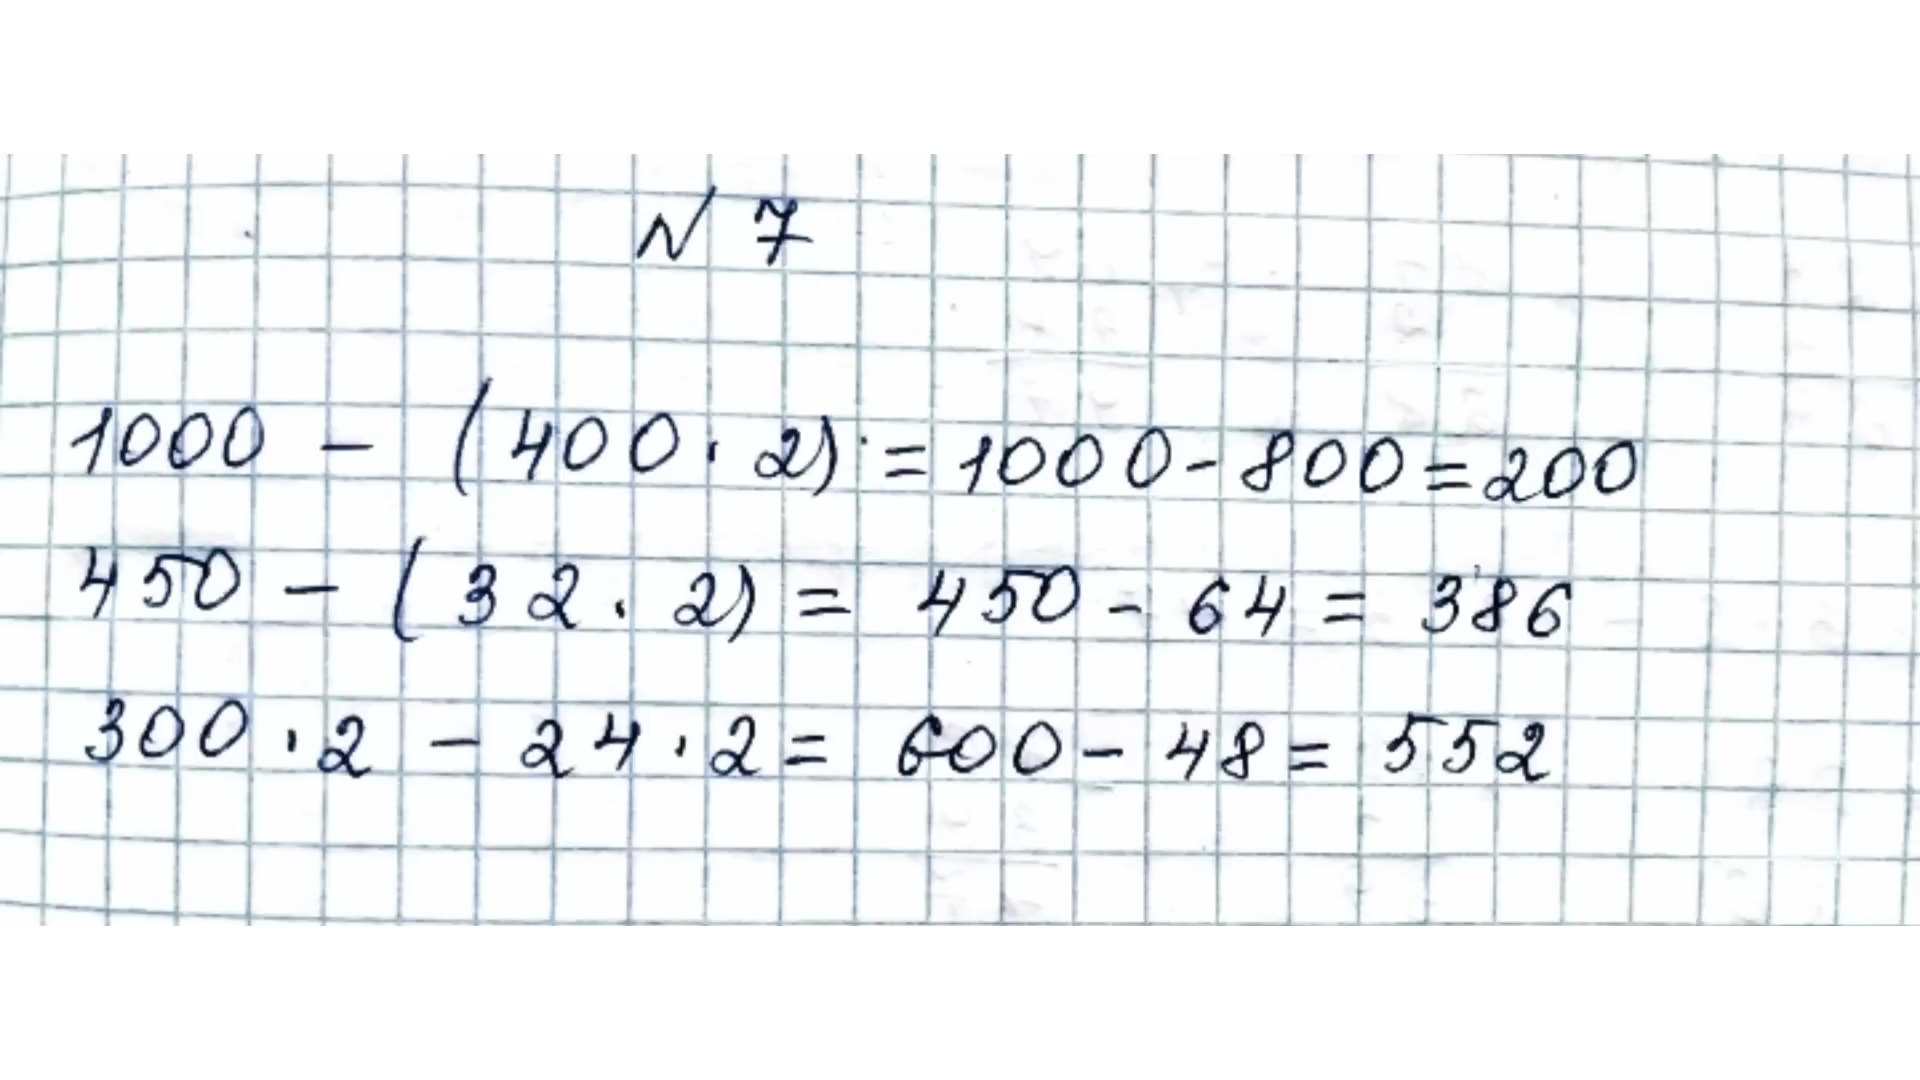 N 7
1000 - (400 · 2) = 1000 - 800 = 200
450 - (32 · 2) = 450 - 64 = 386
300 · 2 - 24 · 2 = 600 - 48 = 552